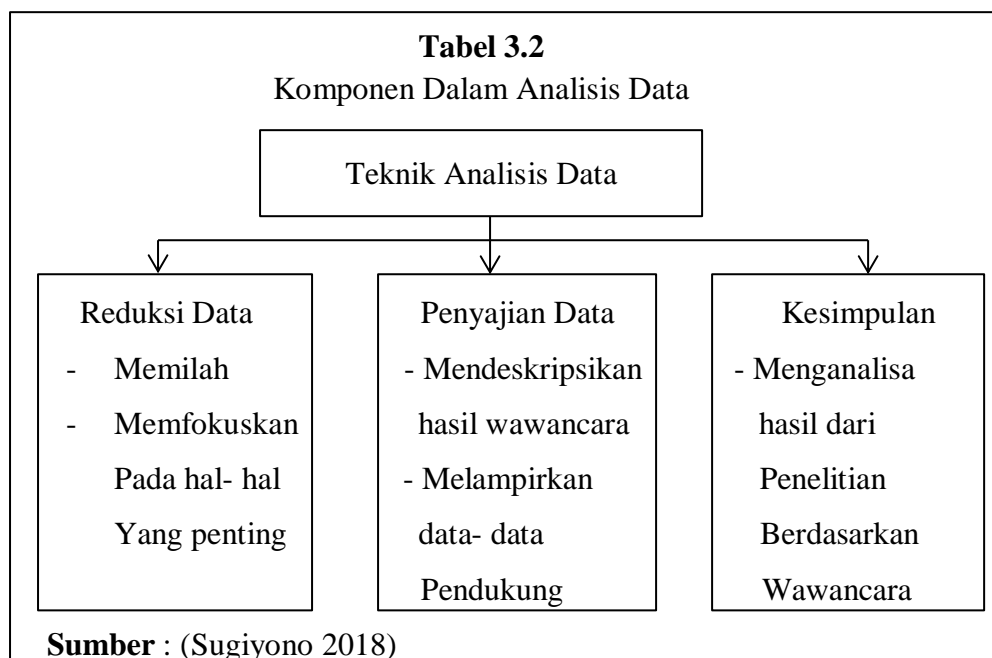 Tabel 3.2
Komponen Dalam Analisis Data
Teknik Analisis Data
Reduksi Data
- Memilah
- Memfokuskan
Pada hal- hal
Yang penting
Penyajian Data
- Mendeskripsikan
hasil wawancara
- Melampirkan
data- data
Pendukung
Kesimpulan
- Menganalisa
hasil dari
Penelitian
Berdasarkan
Wawancara
Sumber : (Sugiyono 2018)